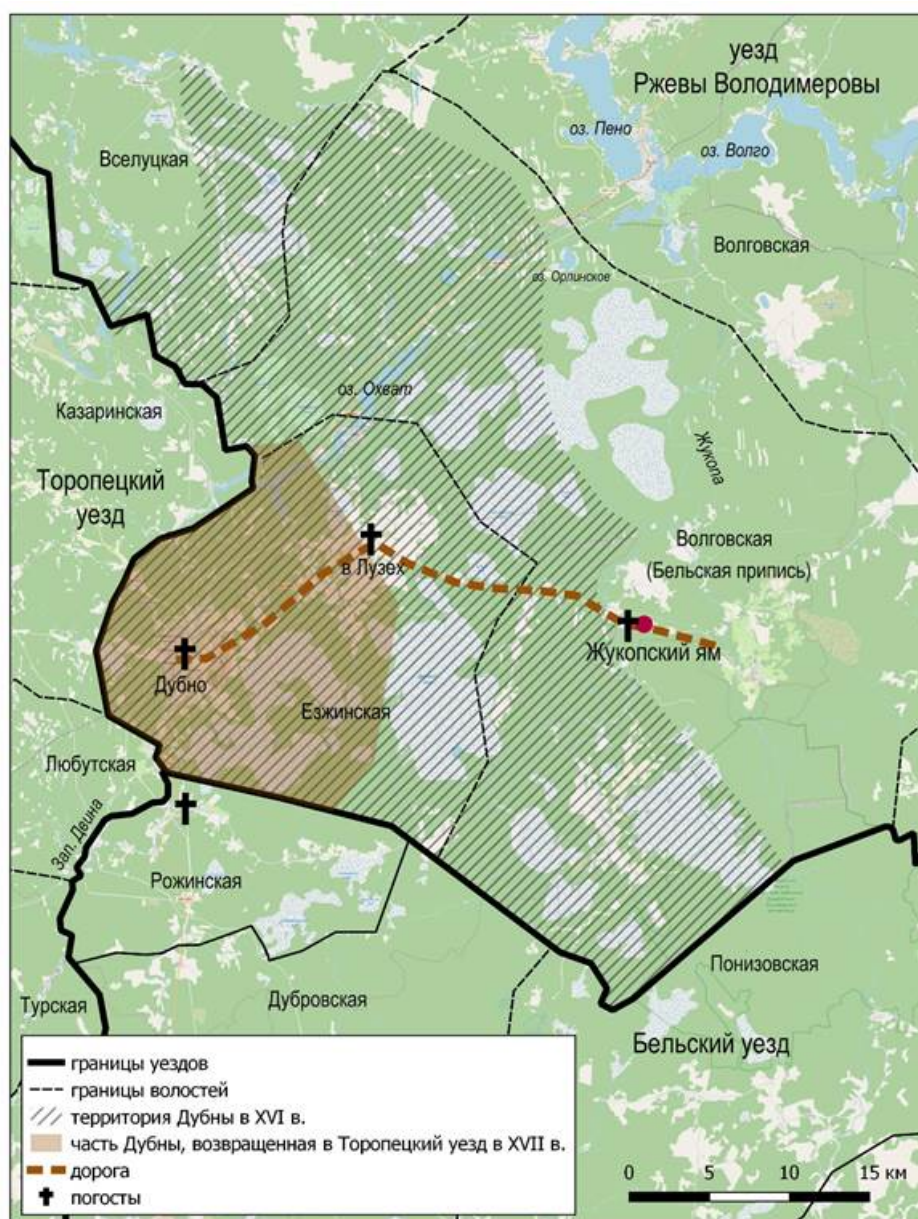 уезд
Ржевы Володимеровы
оз. Пено
оз. Волго
Вселуцкая
Волговская
оз. Орлинское
оз. Охват
Казаринская
Жукопа
Торопецкий
уезд
Волговская
(Бельская припись)
в Лузех
Жукопский ям
Дубно
Езжинская
Любутская
Зап. Двина
Рожинская
Понизовская
Турская
Дубровская
Бельский уезд
границы уездов
границы волостей
территория Дубны в XVI в.
часть Дубны, возвращенная в Торопецкий уезд в XVII в.
дорога
погосты
0 5 10 15 км